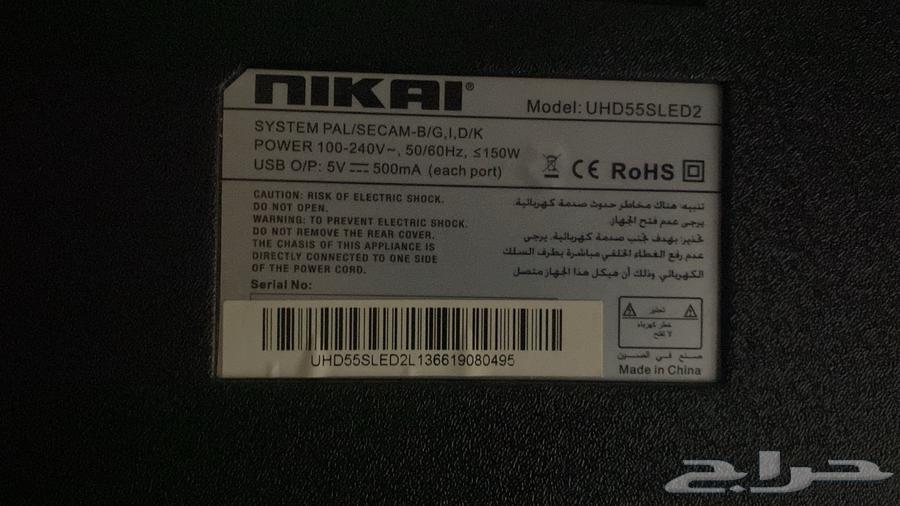 NIKAI®
Model: UHD55SLED2
SYSTEM PAL/SECAM-B/G,I,D/K
POWER 100-240V~, 50/60Hz, ≤150W
USB O/P: 5V⎓500mA (each port)
CE RoHS
CAUTION: RISK OF ELECTRIC SHOCK.
DO NOT OPEN.
WARNING: TO PREVENT ELECTRIC SHOCK.
DO NOT REMOVE THE REAR COVER.
THE CHASIS OF THIS APPLIANCE IS
DIRECTLY CONNECTED TO ONE SIDE
OF THE POWER CORD.
تنبيه: هناك مخاطر حدوث صدمة كهربائية.
يرجى عدم فتح الجهاز
تحذير: بهدف تجنب صدمة كهربائية. يرجى
عدم رفع الغطاء الخلفي مباشرة بطرف السلك
الكهربائي. وذلك أن هيكل هذا الجهاز متصل
Serial No:
UHD55SLED2L136619080495
تحذير
خطر كهرباء
لا تفتح
صنع في الصين
Made in China
حراج